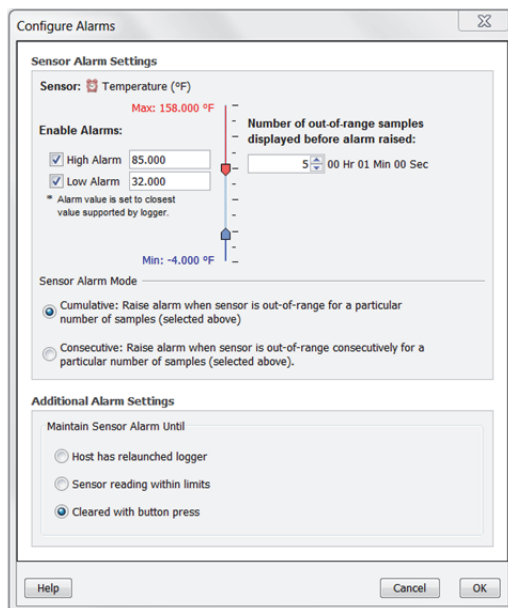 Configure Alarms
Sensor Alarm Settings
Sensor: Temperature (°F)
Max: 158.000 °F
Enable Alarms:
High Alarm 85.000
Low Alarm 32.000
* Alarm value is set to closest
value supported by logger.
Min: -4.000 °F
Number of out-of-range samples
displayed before alarm raised:
5 00 Hr 01 Min 00 Sec
Sensor Alarm Mode
Cumulative: Raise alarm when sensor is out-of-range for a particular
number of samples (selected above)
Consecutive: Raise alarm when sensor is out-of-range consecutively for a
particular number of samples (selected above).
Additional Alarm Settings
Maintain Sensor Alarm Until
Host has relaunched logger
Sensor reading within limits
Cleared with button press
Help
Cancel
OK